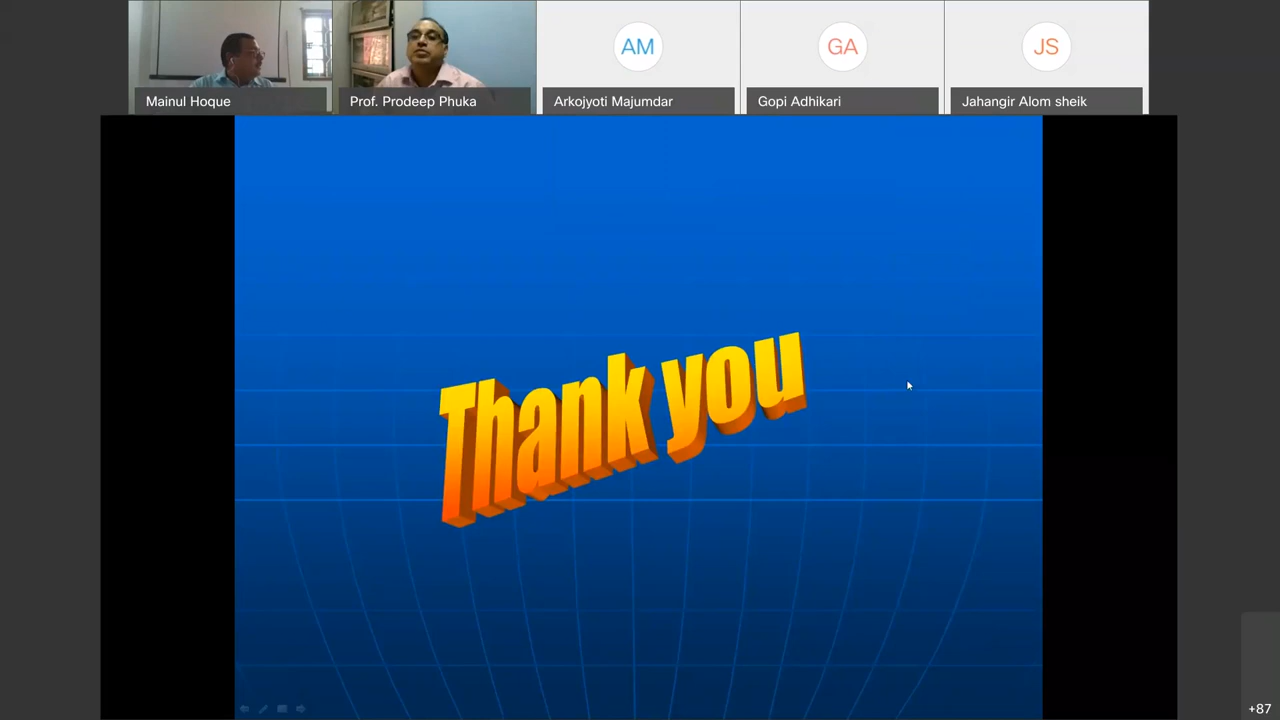 AM
GA
JS
Mainul Hoque
Prof. Prodeep Phuka
Arkojyoti Majumdar
Gopi Adhikari
Jahangir Alom sheik
Thank you
+87